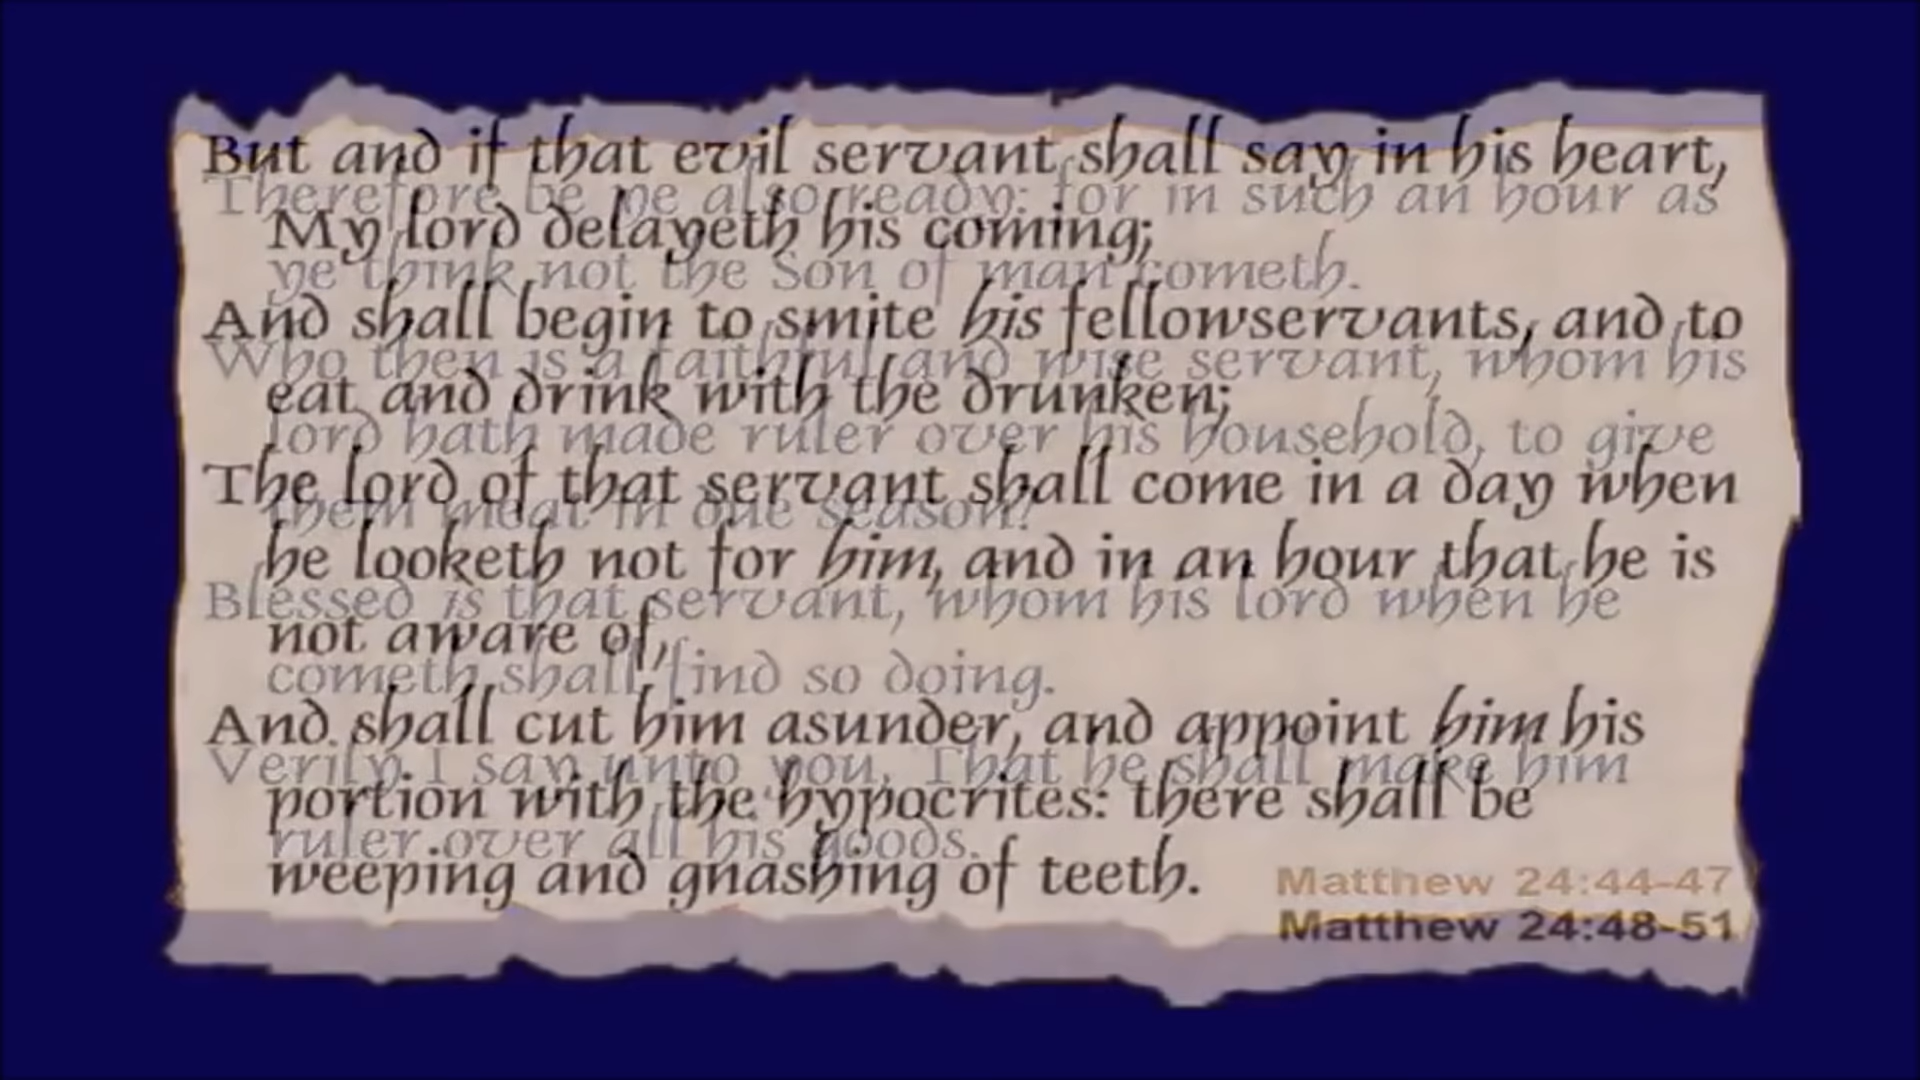 But and if that evil servant shall say in his heart,
My lord delayeth his coming;
And shall begin to smite his fellowservants, and to
eat and drink with the drunken;
The lord of that servant shall come in a day when
he looketh not for him, and in an hour that he is
not aware of,
And shall cut him asunder, and appoint him his
portion with the hypocrites: there shall be
weeping and gnashing of teeth.
Matthew 24:48-51
Therefore be ye also ready: for in such an hour as
ye think not the Son of man cometh.
Who then is a faithful and wise servant, whom his
lord hath made ruler over his household, to give
them meat in due season?
Blessed is that servant, whom his lord when he
cometh shall find so doing.
Verily I say unto you, That he shall make him
ruler over all his goods.
Matthew 24:44-47